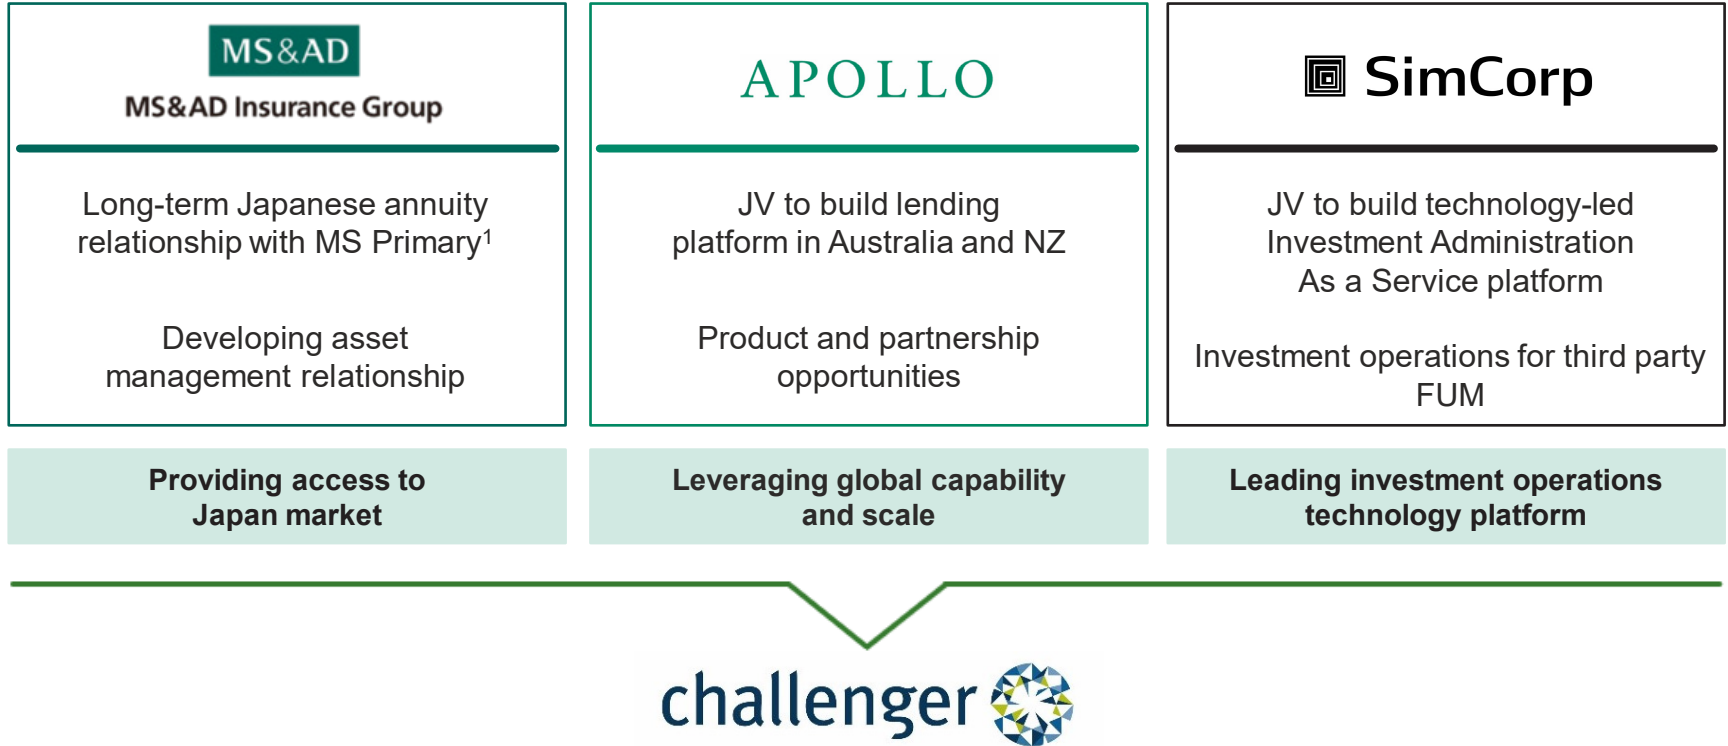 MS&AD
MS&AD Insurance Group
Long-term Japanese annuity
relationship with MS Primary¹
Developing asset
management relationship
Providing access to
Japan market
APOLLO
JV to build lending
platform in Australia and NZ
Product and partnership
opportunities
Leveraging global capability
and scale
SimCorp
JV to build technology-led
Investment Administration
As a Service platform
Investment operations for third party
FUM
Leading investment operations
technology platform
challenger